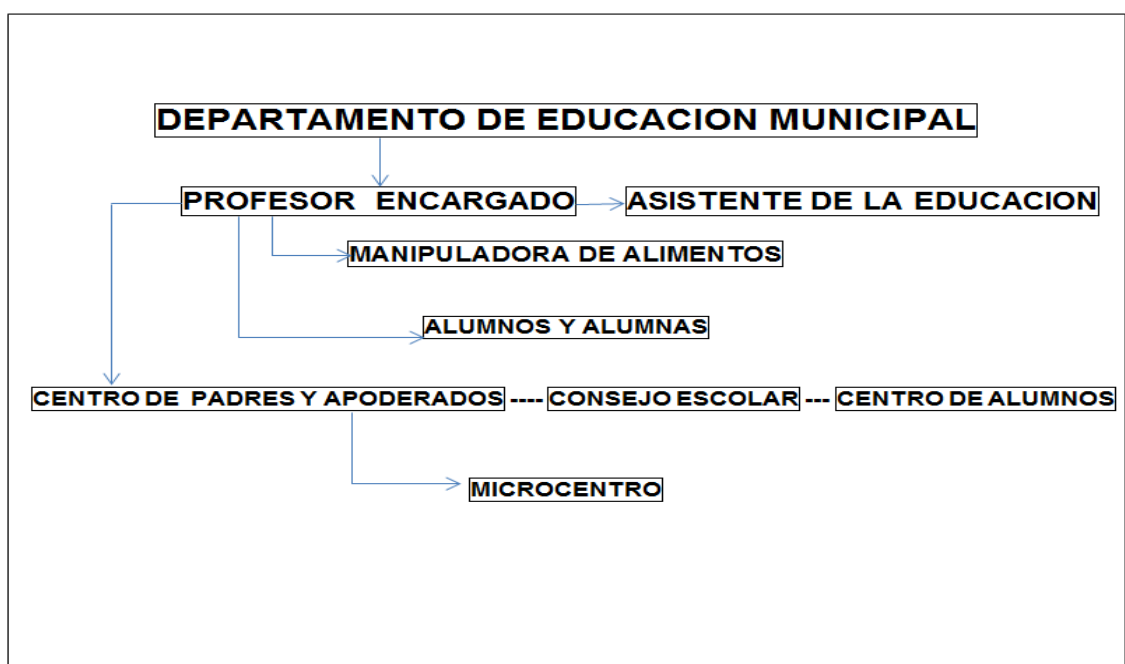 DEPARTAMENTO DE EDUCACION MUNICIPAL
PROFESOR ENCARGADO ASISTENTE DE LA EDUCACION
MANIPULADORA DE ALIMENTOS
ALUMNOS Y ALUMNAS
CENTRO DE PADRES Y APODERADOS ---- CONSEJO ESCOLAR --- CENTRO DE ALUMNOS
MICROCENTRO